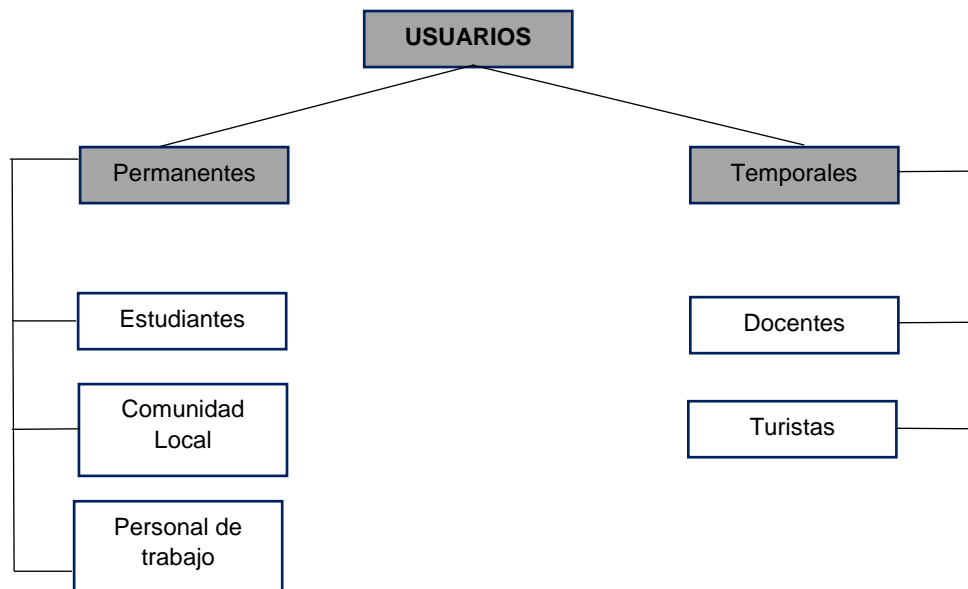 USUARIOS
Permanentes
Temporales
Estudiantes
Docentes
Comunidad
Local
Turistas
Personal de
trabajo